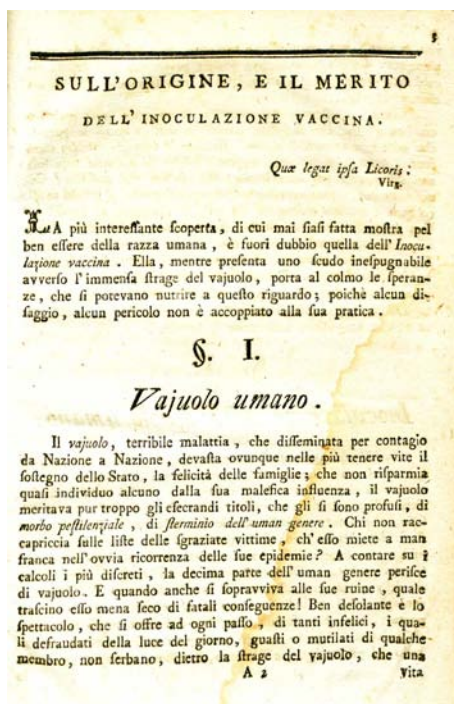 3
SULL'ORIGINE, E IL MERITO
DELL'INOCULAZIONE VACCINA.
Quæ legat ipſa Licoris:
Virg.
LA più intereſſante ſcoperta, di cui mai ſiaſi fatta moſtra pel
ben eſſere della razza umana, è fuori dubbio quella dell'Inocu-
lazione vaccina. Ella, mentre preſenta uno ſcudo ineſpugnabile
avverſo l'immenſa ſtrage del vajuolo, porta al colmo le ſperan-
ze, che ſi potevano nutrire a queſto riguardo; poichè alcun di-
ſaggio, alcun pericolo non è accoppiato alla ſua pratica.
§. I.
Vajuolo umano.
Il vajuolo, terribile malattia, che diſſeminata per contagio
da Nazione a Nazione, devaſta ovunque nelle più tenere vite il
ſoſtegno dello Stato, la felicità delle famiglie; che non riſparmia
quaſi individuo alcuno dalla ſua malefica influenza, il vajuolo
meritava pur troppo gli eſecrandi titoli, che gli ſi ſono profuſi, di
morbo peſtilenziale, di ſterminio dell'uman genere. Chi non rac-
capriccia ſulle liſte delle sgraziate vittime, ch'eſſo miete a man
franca nell'ovvia ricorrenza delle ſue epidemie? A contare su i
calcoli i più diſcreti, la decima parte dell'uman genere periſce
di vajuolo. E quando anche ſi ſopravviva alle ſue ruine, quale
traſcino eſſo mena ſeco di fatali conſeguenze! Ben deſolante è lo
ſpettacolo, che ſi offre ad ogni paſſo, di tanti infelici, i qua-
li defraudati della luce del giorno, guaſti o mutilati di qualche
membro, non ſerbano, dietro la ſtrage del vajuolo, che una
A 2 vita